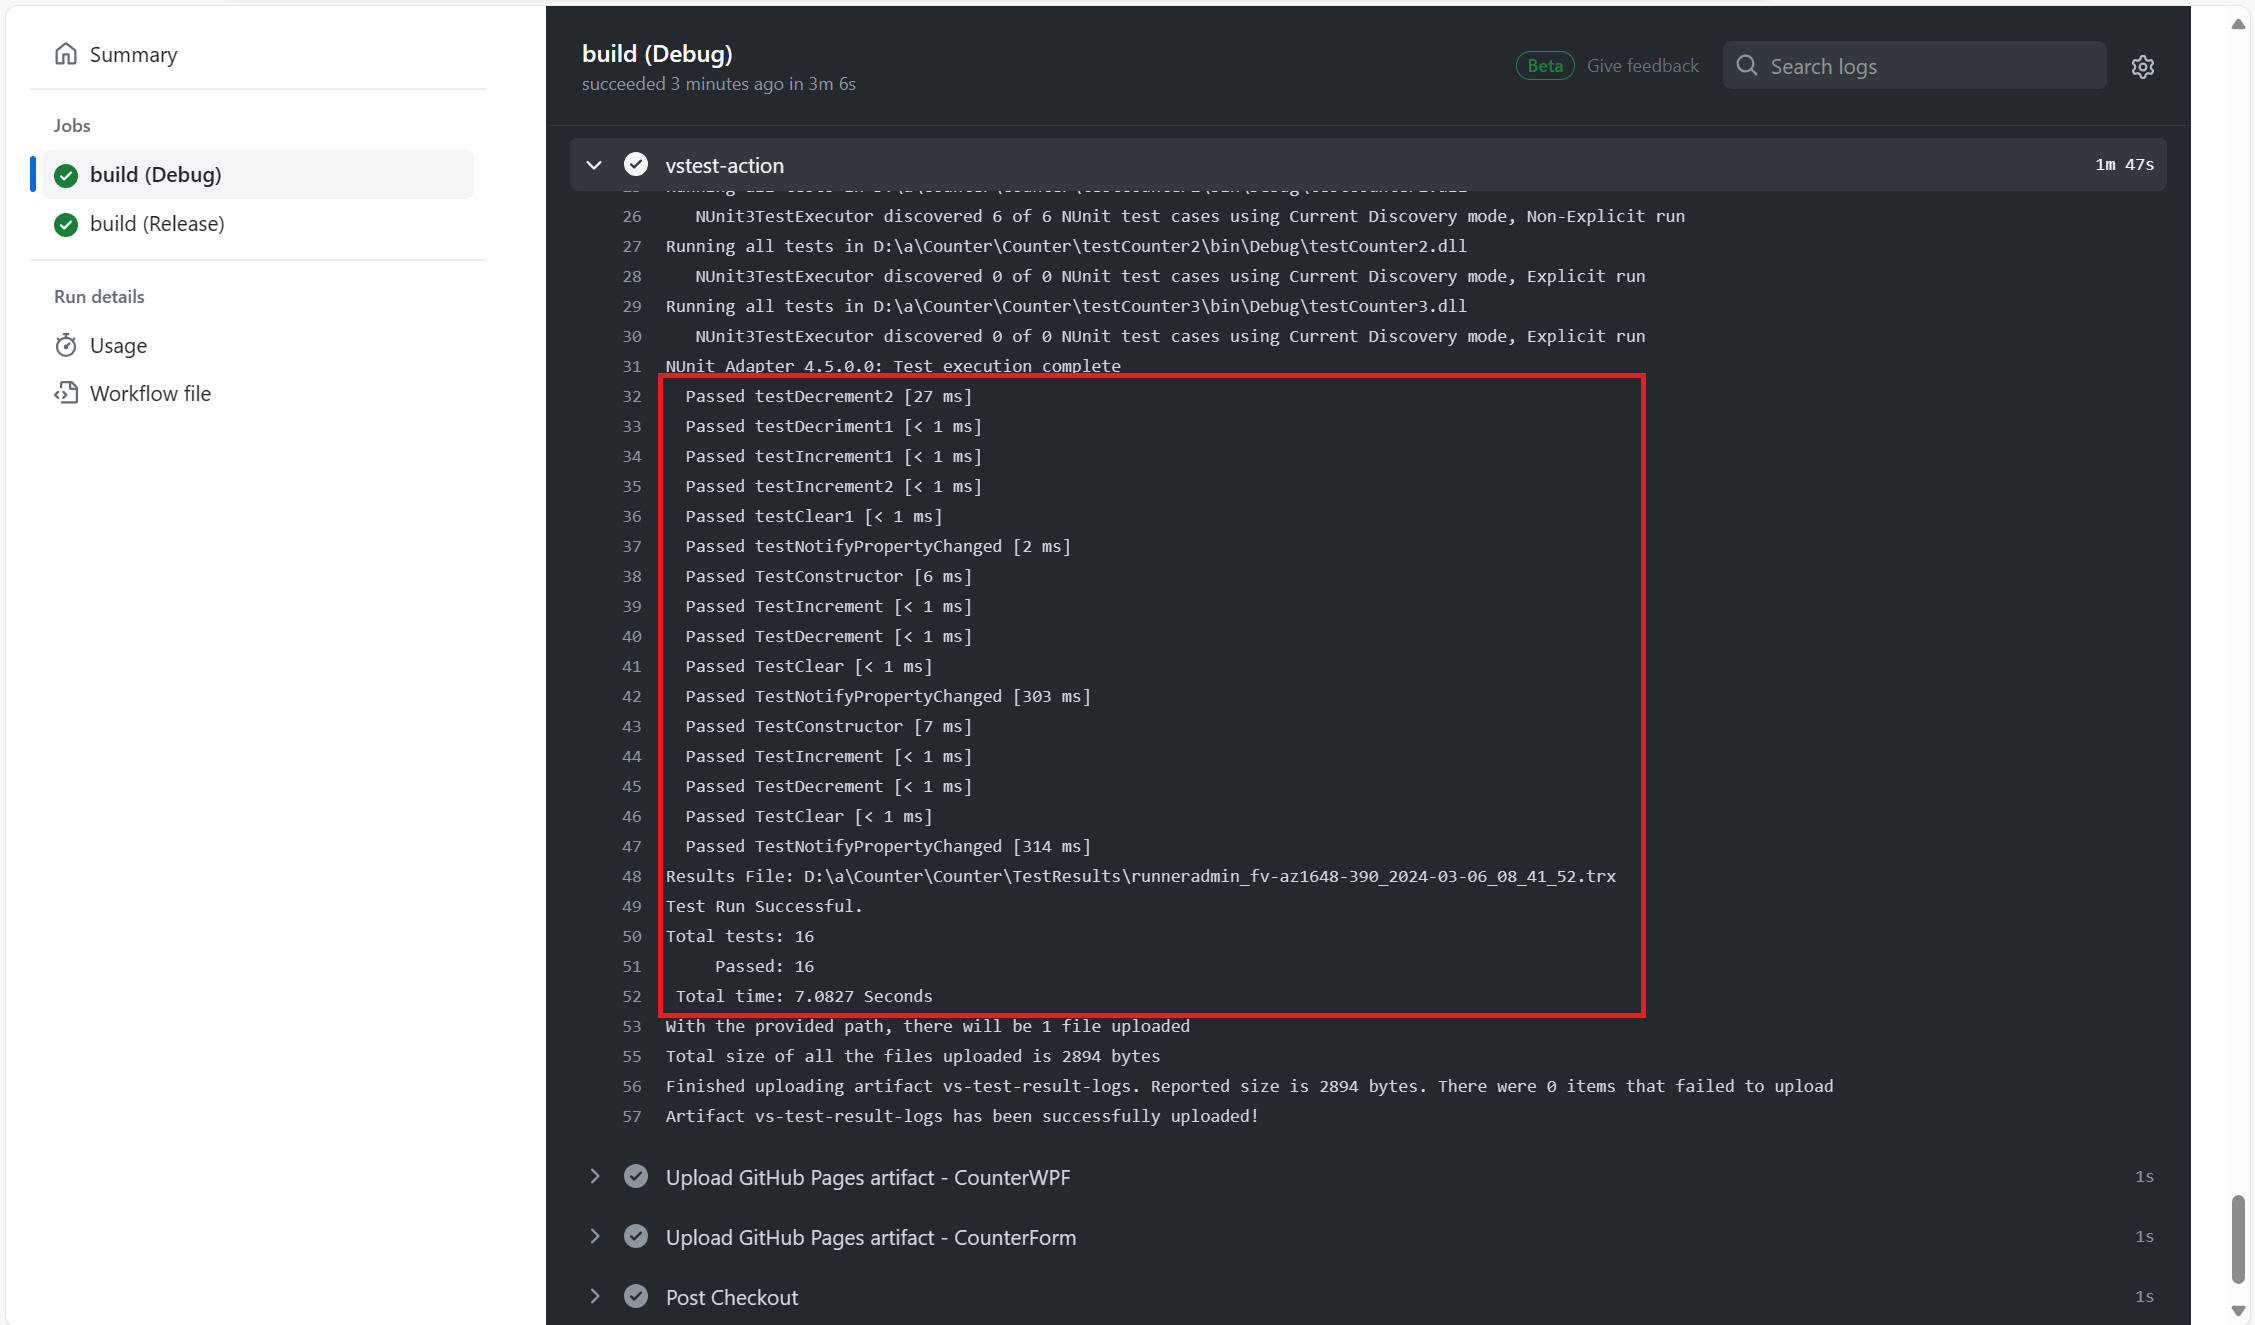 Summary
Jobs
build (Debug)
build (Release)
Run details
Usage
Workflow file
build (Debug)
succeeded 3 minutes ago in 3m 6s
Beta Give feedback
Search logs
vstest-action 1m 47s
26 NUnit3TestExecutor discovered 6 of 6 NUnit test cases using Current Discovery mode, Non-Explicit run
27 Running all tests in D:\a\Counter\Counter\testCounter2\bin\Debug\testCounter2.dll
28 NUnit3TestExecutor discovered 0 of 0 NUnit test cases using Current Discovery mode, Explicit run
29 Running all tests in D:\a\Counter\Counter\testCounter3\bin\Debug\testCounter3.dll
30 NUnit3TestExecutor discovered 0 of 0 NUnit test cases using Current Discovery mode, Explicit run
31 NUnit Adapter 4.5.0.0: Test execution complete
32 Passed testDecrement2 [27 ms]
33 Passed testDecriment1 [< 1 ms]
34 Passed testIncrement1 [< 1 ms]
35 Passed testIncrement2 [< 1 ms]
36 Passed testClear1 [< 1 ms]
37 Passed testNotifyPropertyChanged [2 ms]
38 Passed TestConstructor [6 ms]
39 Passed TestIncrement [< 1 ms]
40 Passed TestDecrement [< 1 ms]
41 Passed TestClear [< 1 ms]
42 Passed TestNotifyPropertyChanged [303 ms]
43 Passed TestConstructor [7 ms]
44 Passed TestIncrement [< 1 ms]
45 Passed TestDecrement [< 1 ms]
46 Passed TestClear [< 1 ms]
47 Passed TestNotifyPropertyChanged [314 ms]
48 Results File: D:\a\Counter\Counter\TestResults\runneradmin_fv-az1648-390_2024-03-06_08_41_52.trx
49 Test Run Successful.
50 Total tests: 16
51 Passed: 16
52 Total time: 7.0827 Seconds
53 With the provided path, there will be 1 file uploaded
55 Total size of all the files uploaded is 2894 bytes
56 Finished uploading artifact vs-test-result-logs. Reported size is 2894 bytes. There were 0 items that failed to upload
57 Artifact vs-test-result-logs has been successfully uploaded!
Upload GitHub Pages artifact - CounterWPF 1s
Upload GitHub Pages artifact - CounterForm 1s
Post Checkout 1s